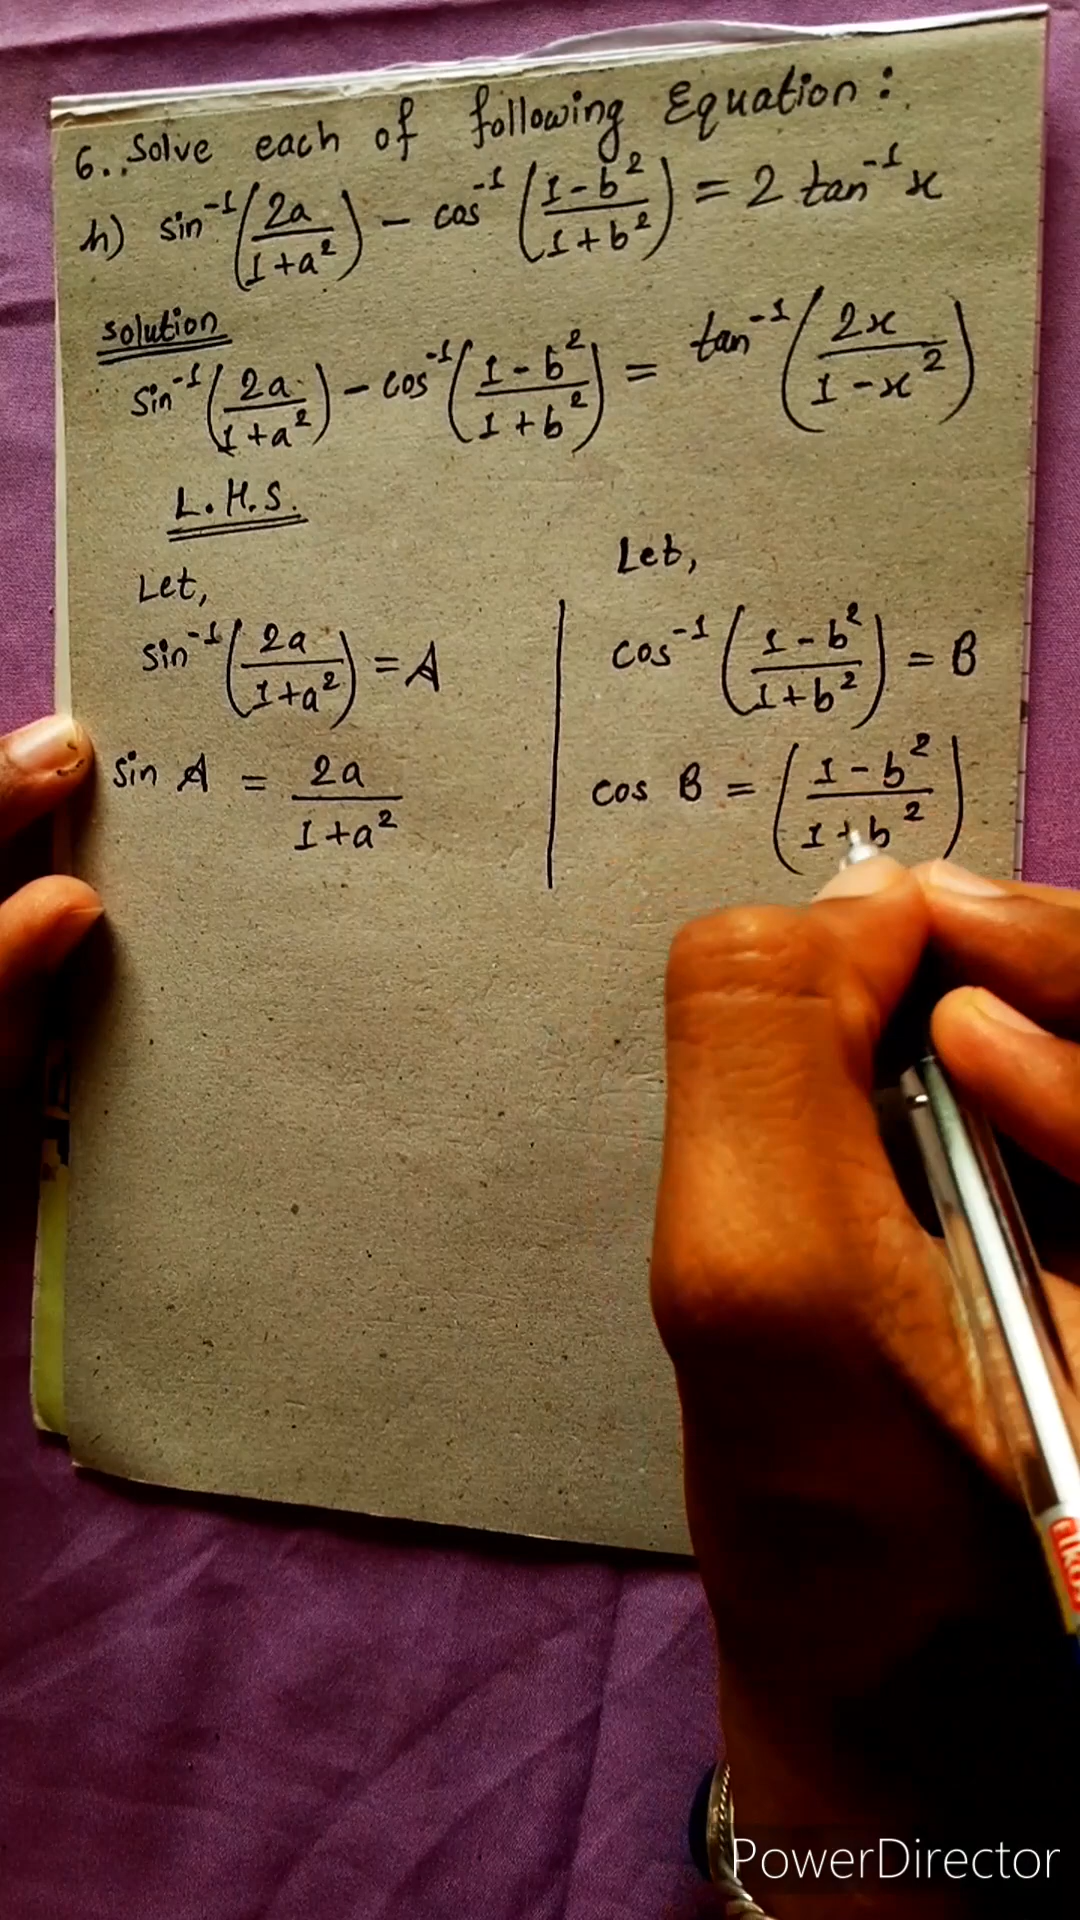 6. Solve each of following Equation:
h) sin⁻¹(2a/1+a²) - cos⁻¹(1-b²/1+b²) = 2 tan⁻¹x
Solution
sin⁻¹(2a/1+a²) - cos⁻¹(1-b²/1+b²) = tan⁻¹(2x/1-x²)
L.H.S.
Let,
sin⁻¹(2a/1+a²) = A
sin A = 2a/1+a²
Let,
cos⁻¹(1-b²/1+b²) = B
cos B = (1-b²/1+b²)
PowerDirector